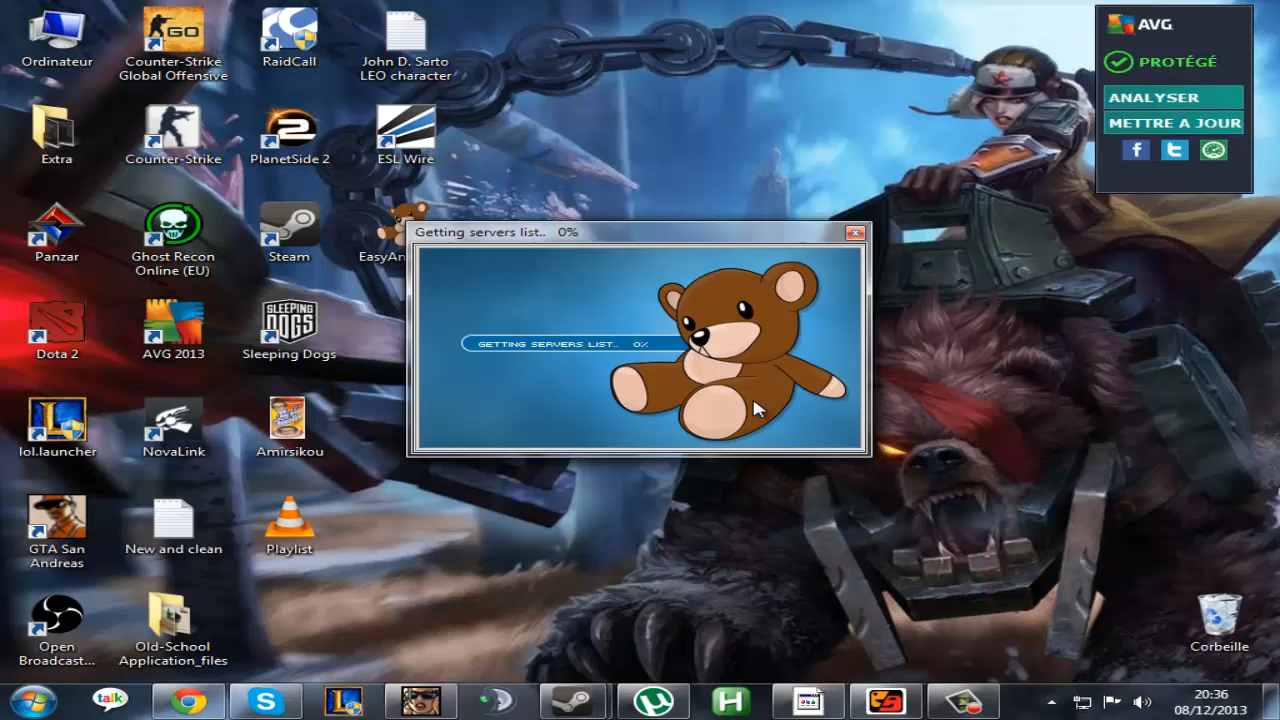 Ordinateur
Counter-Strike
Global Offensive
GO
RaidCall
John D. Sarto
LEO character
Extra
Counter-Strike
2
PlanetSide 2
ESL Wire
Panzar
Ghost Recon
Online (EU)
Steam
EasyAn
Dota 2
AVG 2013
SLEEPING
DOGS
Sleeping Dogs
L
lol.launcher
NovaLink
Amirsikou
GTA San
Andreas
New and clean
Playlist
Open
Broadcast...
Old-School
Application_files
Getting servers list.. 0%
GETTING SERVERS LIST.. 0%
AVG
PROTÉGÉ
ANALYSER
METTRE A JOUR
f
t
Corbeille
talk
S
L
µ
H
20:36
08/12/2013